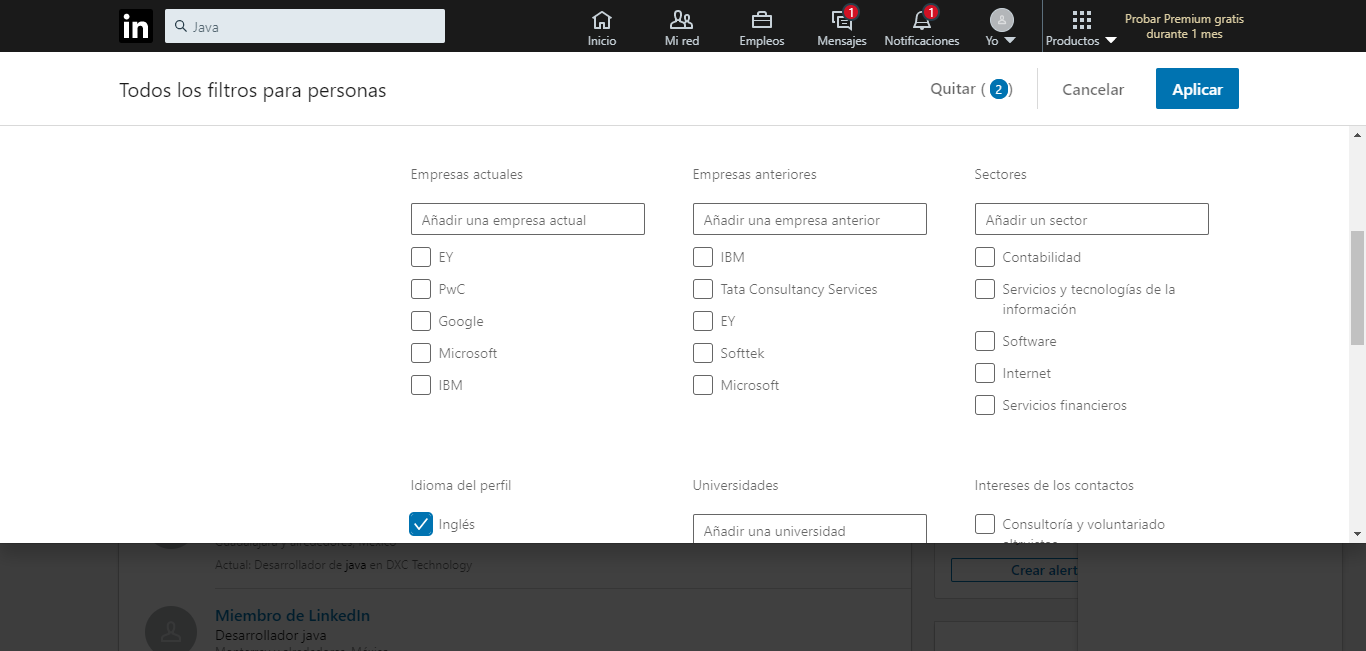 in
Java
Inicio
Mi red
Empleos
1
Mensajes
1
Notificaciones
Yo
Productos
Probar Premium gratis
durante 1 mes
Todos los filtros para personas
Quitar (2)
Cancelar
Aplicar
Empresas actuales
Añadir una empresa actual
EY
PwC
Google
Microsoft
IBM
Empresas anteriores
Añadir una empresa anterior
IBM
Tata Consultancy Services
EY
Softtek
Microsoft
Sectores
Añadir un sector
Contabilidad
Servicios y tecnologías de la
información
Software
Internet
Servicios financieros
Idioma del perfil
Inglés
Universidades
Añadir una universidad
Intereses de los contactos
Consultoría y voluntariado
altruistas
Actual: Desarrollador de java en DXC Technology
Crear alert
Miembro de LinkedIn
Desarrollador java